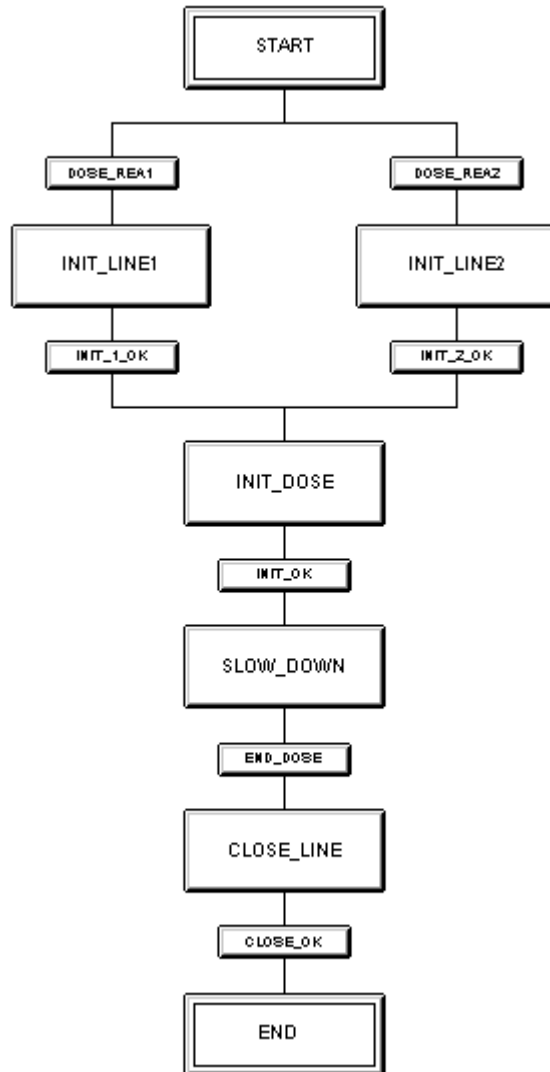 START
DOSE_REA1
DOSE_REA2
INIT_LINE1
INIT_LINE2
INIT_1_OK
INIT_2_OK
INIT_DOSE
INIT_OK
SLOW_DOWN
END_DOSE
CLOSE_LINE
CLOSE_OK
END